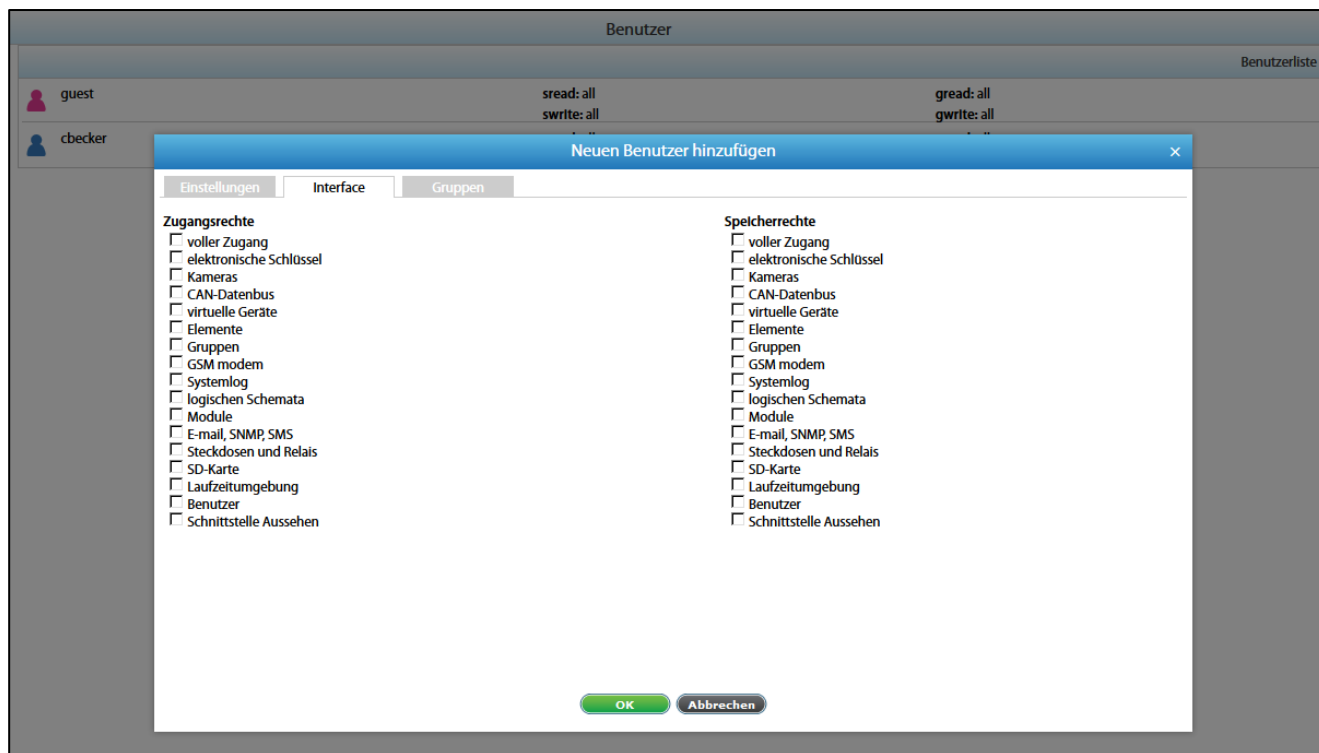 Benutzer
Benutzerliste
guest
sread: all
gread: all
swrite: all
gwrite: all
cbecker
Neuen Benutzer hinzufügen
×
Einstellungen
Interface
Gruppen
Zugangsrechte
voller Zugang
elektronische Schlüssel
Kameras
CAN-Datenbus
virtuelle Geräte
Elemente
Gruppen
GSM modem
Systemlog
logischen Schemata
Module
E-mail, SNMP, SMS
Steckdosen und Relais
SD-Karte
Laufzeitumgebung
Benutzer
Schnittstelle Aussehen
Speicherrechte
voller Zugang
elektronische Schlüssel
Kameras
CAN-Datenbus
virtuelle Geräte
Elemente
Gruppen
GSM modem
Systemlog
logischen Schemata
Module
E-mail, SNMP, SMS
Steckdosen und Relais
SD-Karte
Laufzeitumgebung
Benutzer
Schnittstelle Aussehen
OK
Abbrechen